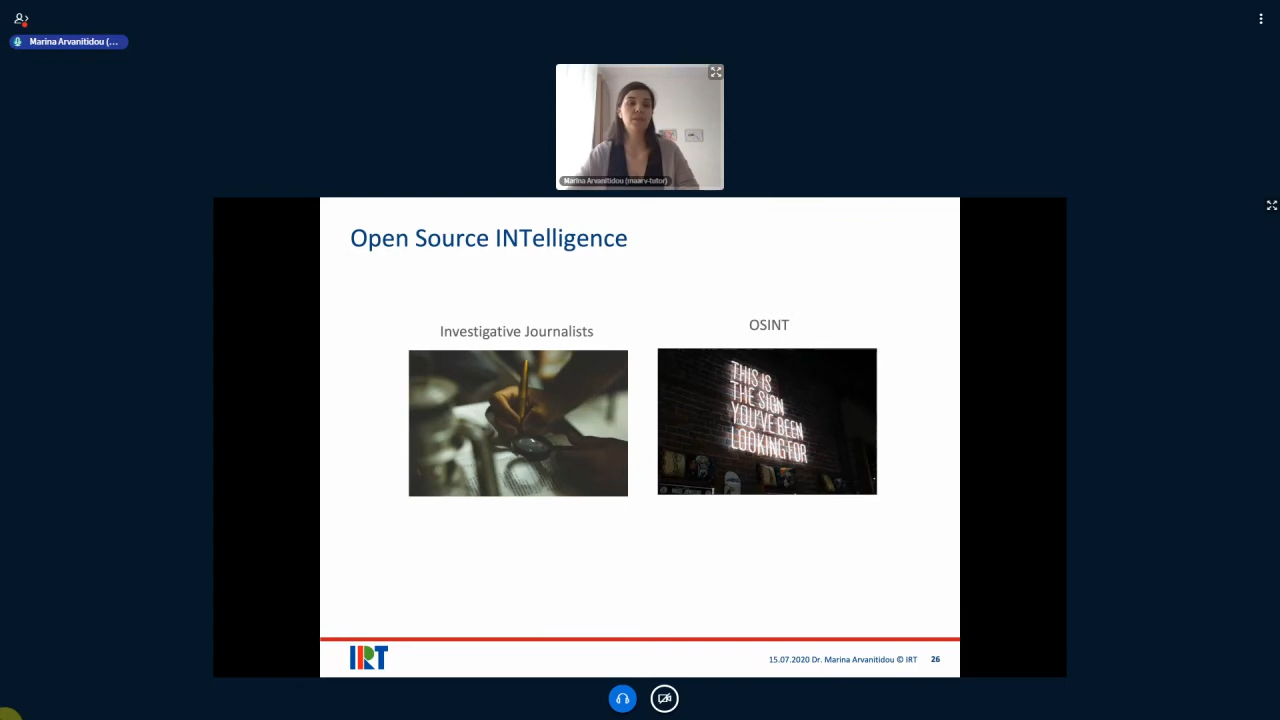 Marina Arvanitidou (...
Marina Arvanitidou (maarv-tutor)
Open Source INTelligence
Investigative Journalists
OSINT
THIS IS
THE SIGN
YOU'VE BEEN
LOOKING FOR
IRT
15.07.2020 Dr. Marina Arvanitidou © IRT 26